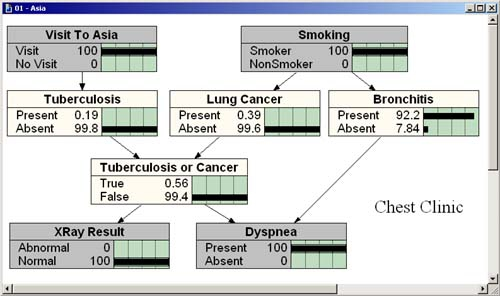 01 - Asia
Visit To Asia
Visit 100
No Visit 0
Smoking
Smoker 100
NonSmoker 0
Tuberculosis
Present 0.19
Absent 99.8
Lung Cancer
Present 0.39
Absent 99.6
Bronchitis
Present 92.2
Absent 7.84
Tuberculosis or Cancer
True 0.56
False 99.4
Chest Clinic
XRay Result
Abnormal 0
Normal 100
Dyspnea
Present 100
Absent 0